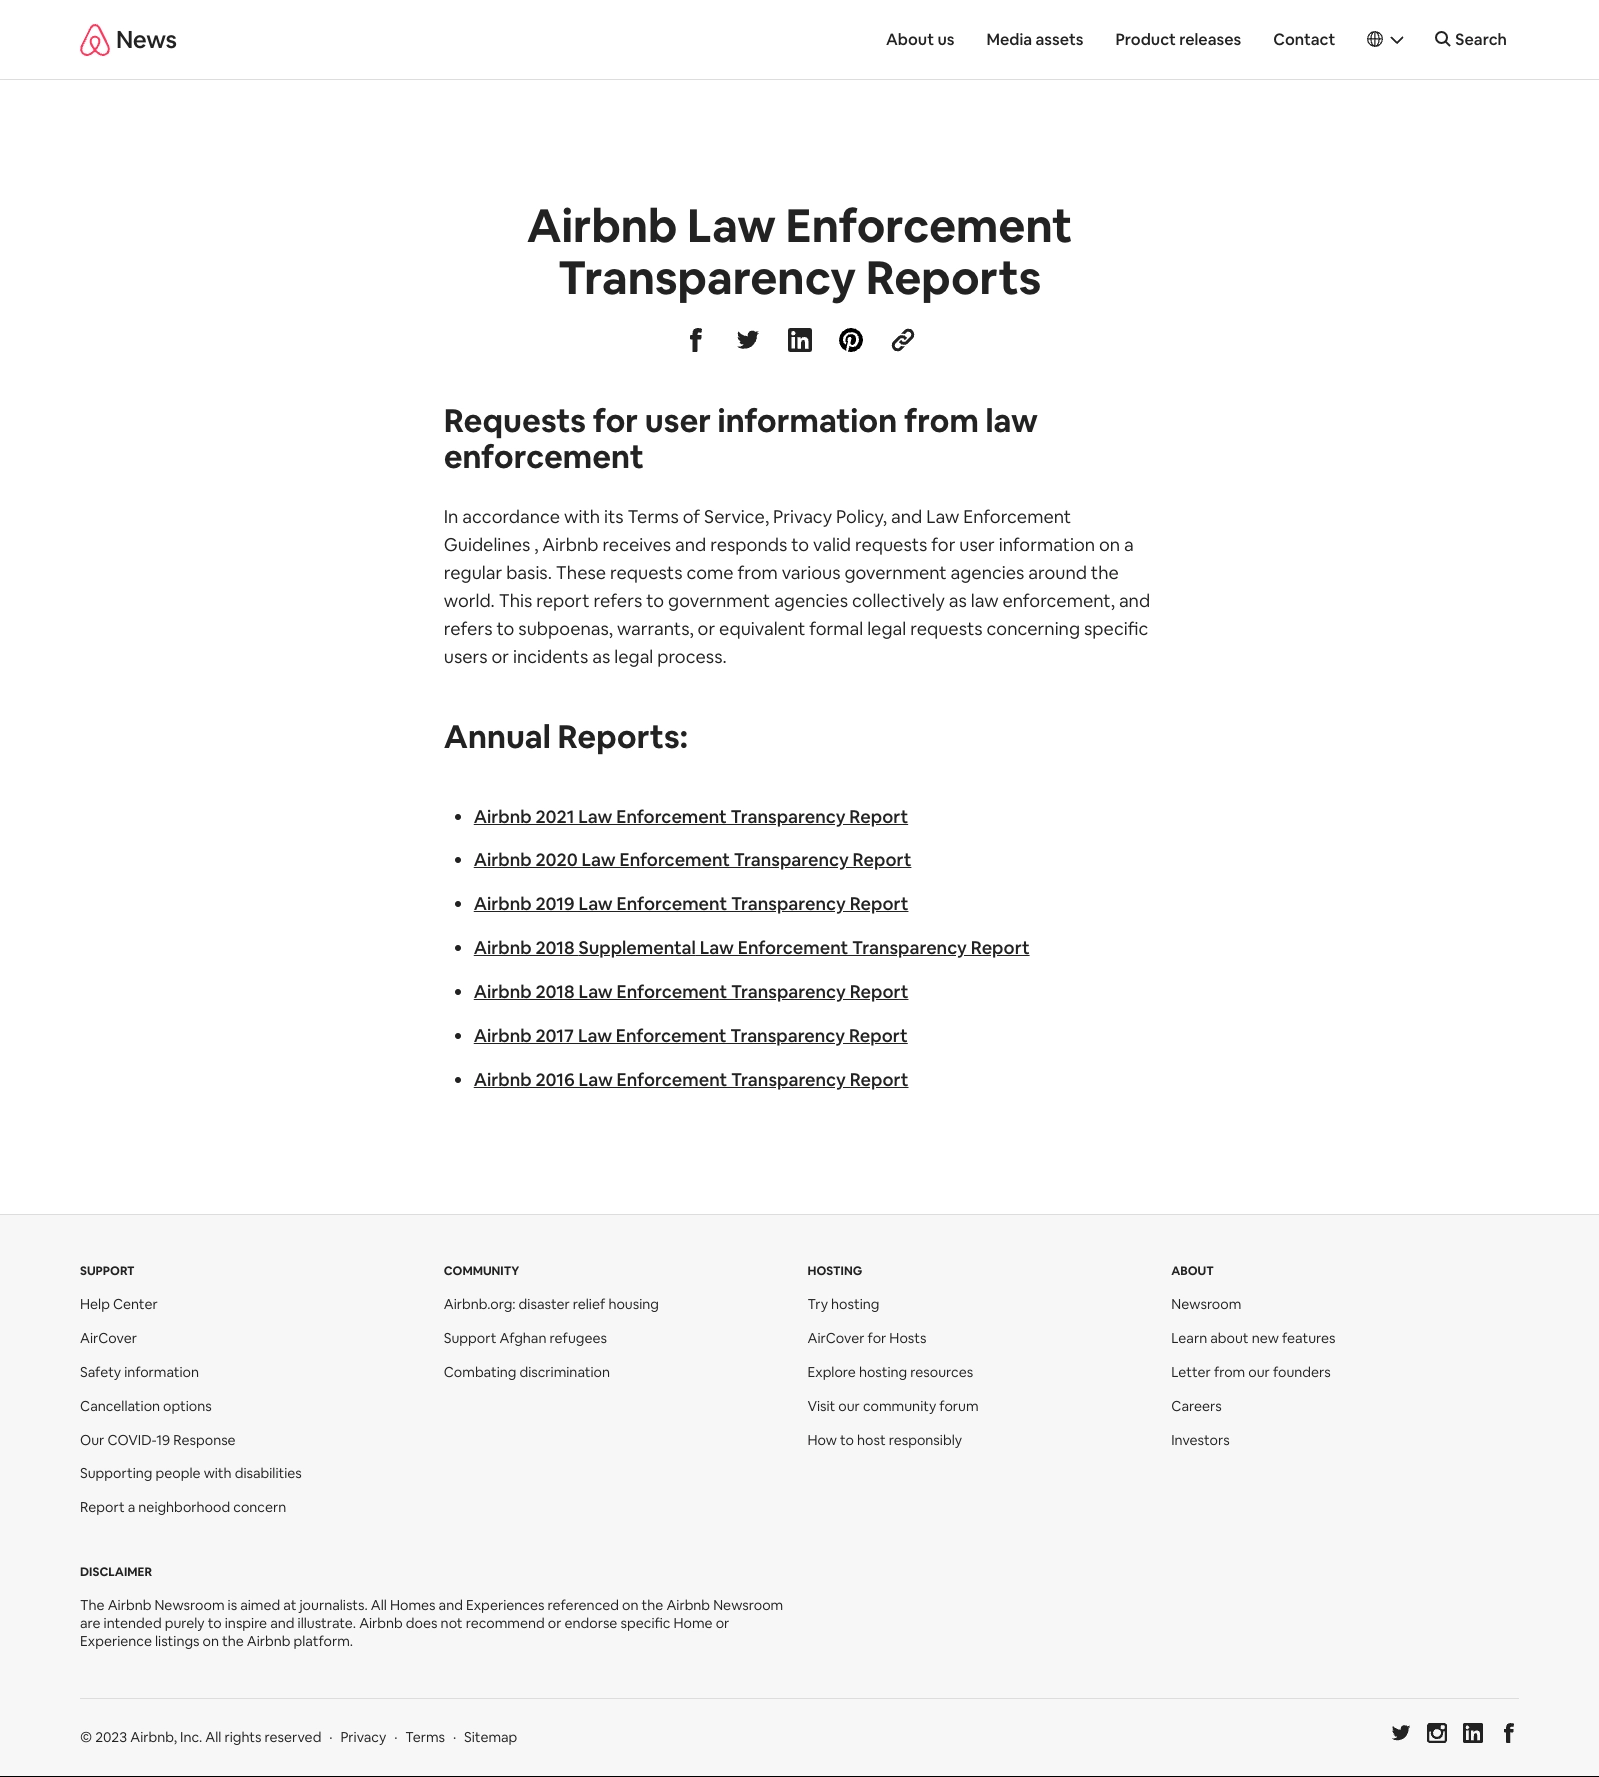 News
About us
Media assets
Product releases
Contact
Search
Airbnb Law Enforcement
Transparency Reports
Requests for user information from law
enforcement
In accordance with its Terms of Service, Privacy Policy, and Law Enforcement
Guidelines , Airbnb receives and responds to valid requests for user information on a
regular basis. These requests come from various government agencies around the
world. This report refers to government agencies collectively as law enforcement, and
refers to subpoenas, warrants, or equivalent formal legal requests concerning specific
users or incidents as legal process.
Annual Reports:
• Airbnb 2021 Law Enforcement Transparency Report
• Airbnb 2020 Law Enforcement Transparency Report
• Airbnb 2019 Law Enforcement Transparency Report
• Airbnb 2018 Supplemental Law Enforcement Transparency Report
• Airbnb 2018 Law Enforcement Transparency Report
• Airbnb 2017 Law Enforcement Transparency Report
• Airbnb 2016 Law Enforcement Transparency Report
SUPPORT
Help Center
AirCover
Safety information
Cancellation options
Our COVID-19 Response
Supporting people with disabilities
Report a neighborhood concern
COMMUNITY
Airbnb.org: disaster relief housing
Support Afghan refugees
Combating discrimination
HOSTING
Try hosting
AirCover for Hosts
Explore hosting resources
Visit our community forum
How to host responsibly
ABOUT
Newsroom
Learn about new features
Letter from our founders
Careers
Investors
DISCLAIMER
The Airbnb Newsroom is aimed at journalists. All Homes and Experiences referenced on the Airbnb Newsroom
are intended purely to inspire and illustrate. Airbnb does not recommend or endorse specific Home or
Experience listings on the Airbnb platform.
© 2023 Airbnb, Inc. All rights reserved · Privacy · Terms · Sitemap